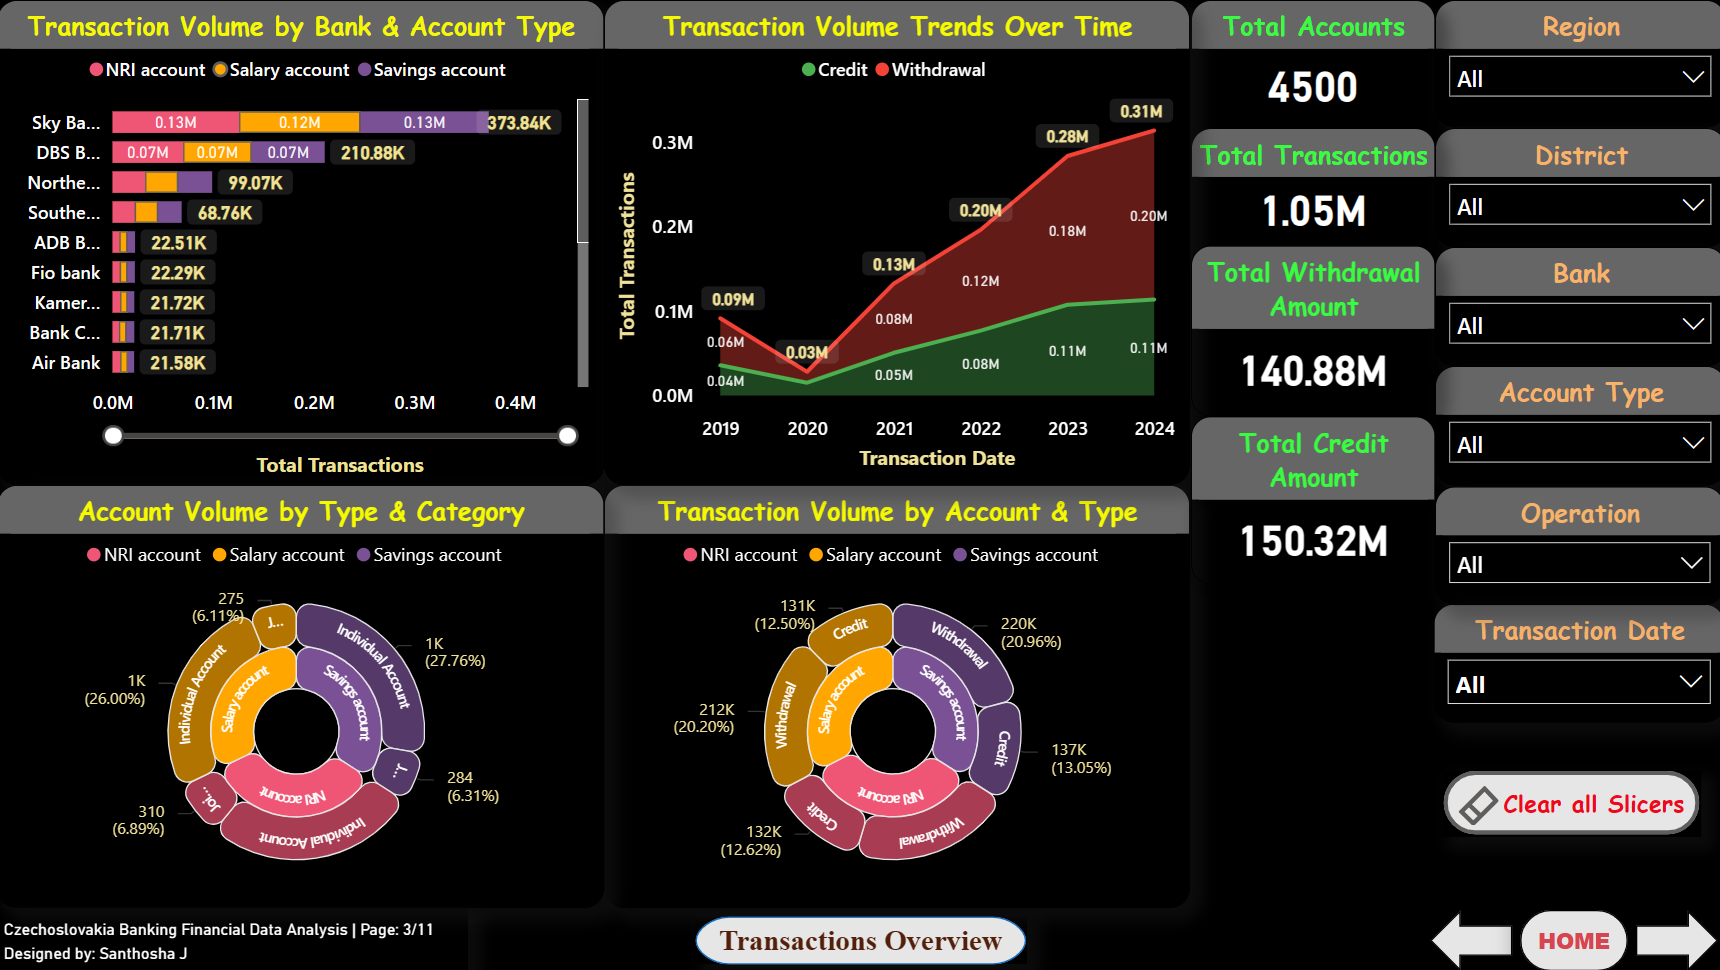 Transaction Volume by Bank & Account Type
NRI account Salary account Savings account
Sky Ba... 0.13M 0.12M 0.13M 373.84K
DBS B... 0.07M 0.07M 0.07M 210.88K
Northe... 99.07K
Southe... 68.76K
ADB B... 22.51K
Fio bank 22.29K
Kamer... 21.72K
Bank C... 21.71K
Air Bank 21.58K
0.0M 0.1M 0.2M 0.3M 0.4M
Total Transactions
Transaction Volume Trends Over Time
Credit Withdrawal
Total Transactions
0.3M
0.2M
0.1M
0.0M
0.09M 0.03M 0.13M 0.20M 0.28M 0.31M
0.06M 0.08M 0.12M 0.18M 0.20M
0.04M 0.05M 0.08M 0.11M 0.11M
2019 2020 2021 2022 2023 2024
Transaction Date
Total Accounts
4500
Total Transactions
1.05M
Total Withdrawal
Amount
140.88M
Total Credit
Amount
150.32M
Region
All
District
All
Bank
All
Account Type
All
Operation
All
Transaction Date
All
Clear all Slicers
Account Volume by Type & Category
NRI account Salary account Savings account
275
(6.11%)
J...
Individual Account
1K
(27.76%)
Savings account
J...
284
(6.31%)
NRI account
Individual Account
Joi...
310
(6.89%)
Salary account
Individual Account
1K
(26.00%)
Transaction Volume by Account & Type
NRI account Salary account Savings account
131K
(12.50%)
Credit
Withdrawal
220K
(20.96%)
Savings account
Credit
137K
(13.05%)
NRI account
Withdrawal
Credit
132K
(12.62%)
Salary account
Withdrawal
212K
(20.20%)
Czechoslovakia Banking Financial Data Analysis | Page: 3/11
Designed by: Santhosha J
Transactions Overview
HOME